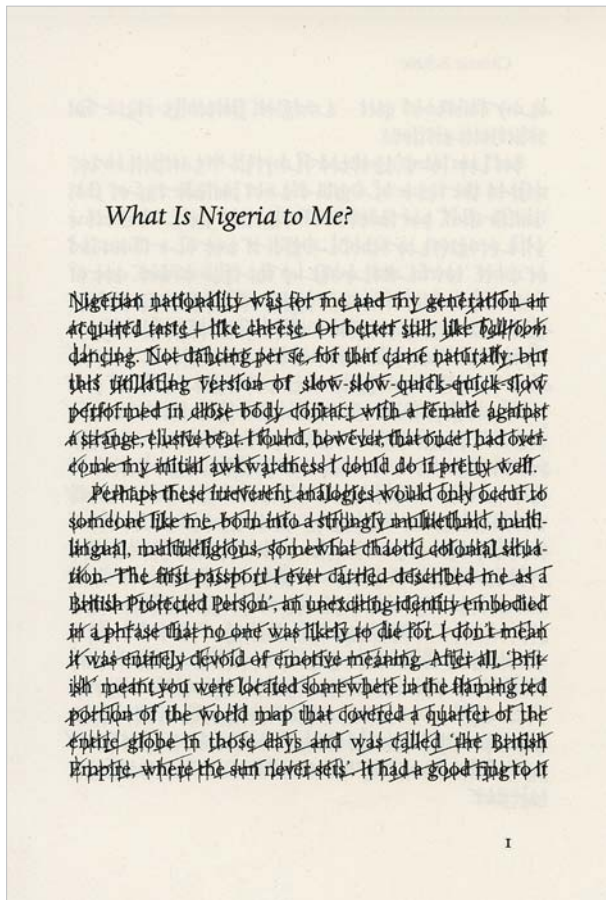 What Is Nigeria to Me?
Nigerian nationality was for me and my generation an
acquired taste – like cheese. Or better still, like ballroom
dancing. Not dancing per se, for that came naturally; but
this titillating version of slow-slow-quick-quick-slow
performed in close body contact with a female against
a strange, elusive beat. I found, however, that once I had over-
come my initial awkwardness I could do it pretty well.
Perhaps these irreverent analogies would only occur to
someone like me, born into a strongly multiethnic, multi-
lingual, multireligious, somewhat chaotic colonial situa-
tion. The first passport I ever carried described me as a
'British Protected Person', an unexciting identity embodied
in a phrase that no one was likely to die for. I don't mean
it was entirely devoid of emotive meaning. After all, 'Brit-
ish' meant you were located somewhere in the flaming red
portion of the world map that covered a quarter of the
entire globe in those days and was called 'the British
Empire, where the sun never sets'. It had a good ring to it
1